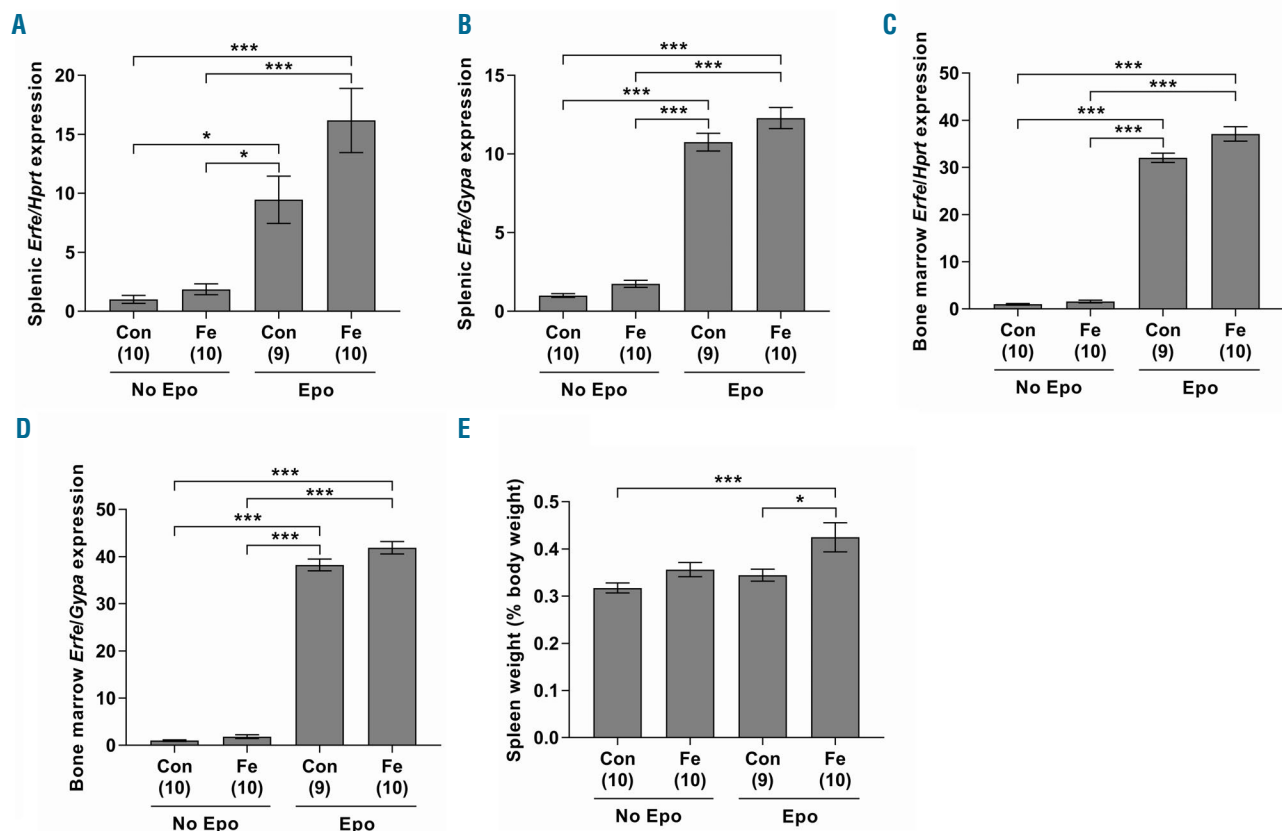 A
Splenic Erfe/Hprt expression
20
15
10
5
0
***
***
*
*
Con Fe Con Fe
(10) (10) (9) (10)
No Epo Epo
B
Splenic Erfe/Gypa expression
15
10
5
0
***
***
***
***
Con Fe Con Fe
(10) (10) (9) (10)
No Epo Epo
C
Bone marrow Erfe/Hprt expression
50
40
30
20
10
0
***
***
***
***
Con Fe Con Fe
(10) (10) (9) (10)
No Epo Epo
D
Bone marrow Erfe/Gypa expression
50
40
30
20
10
0
***
***
***
***
Con Fe Con Fe
(10) (10) (9) (10)
No Epo Epo
E
Spleen weight (% body weight)
0.5
0.4
0.3
0.2
0.1
0.0
***
*
Con Fe Con Fe
(10) (10) (9) (10)
No Epo Epo